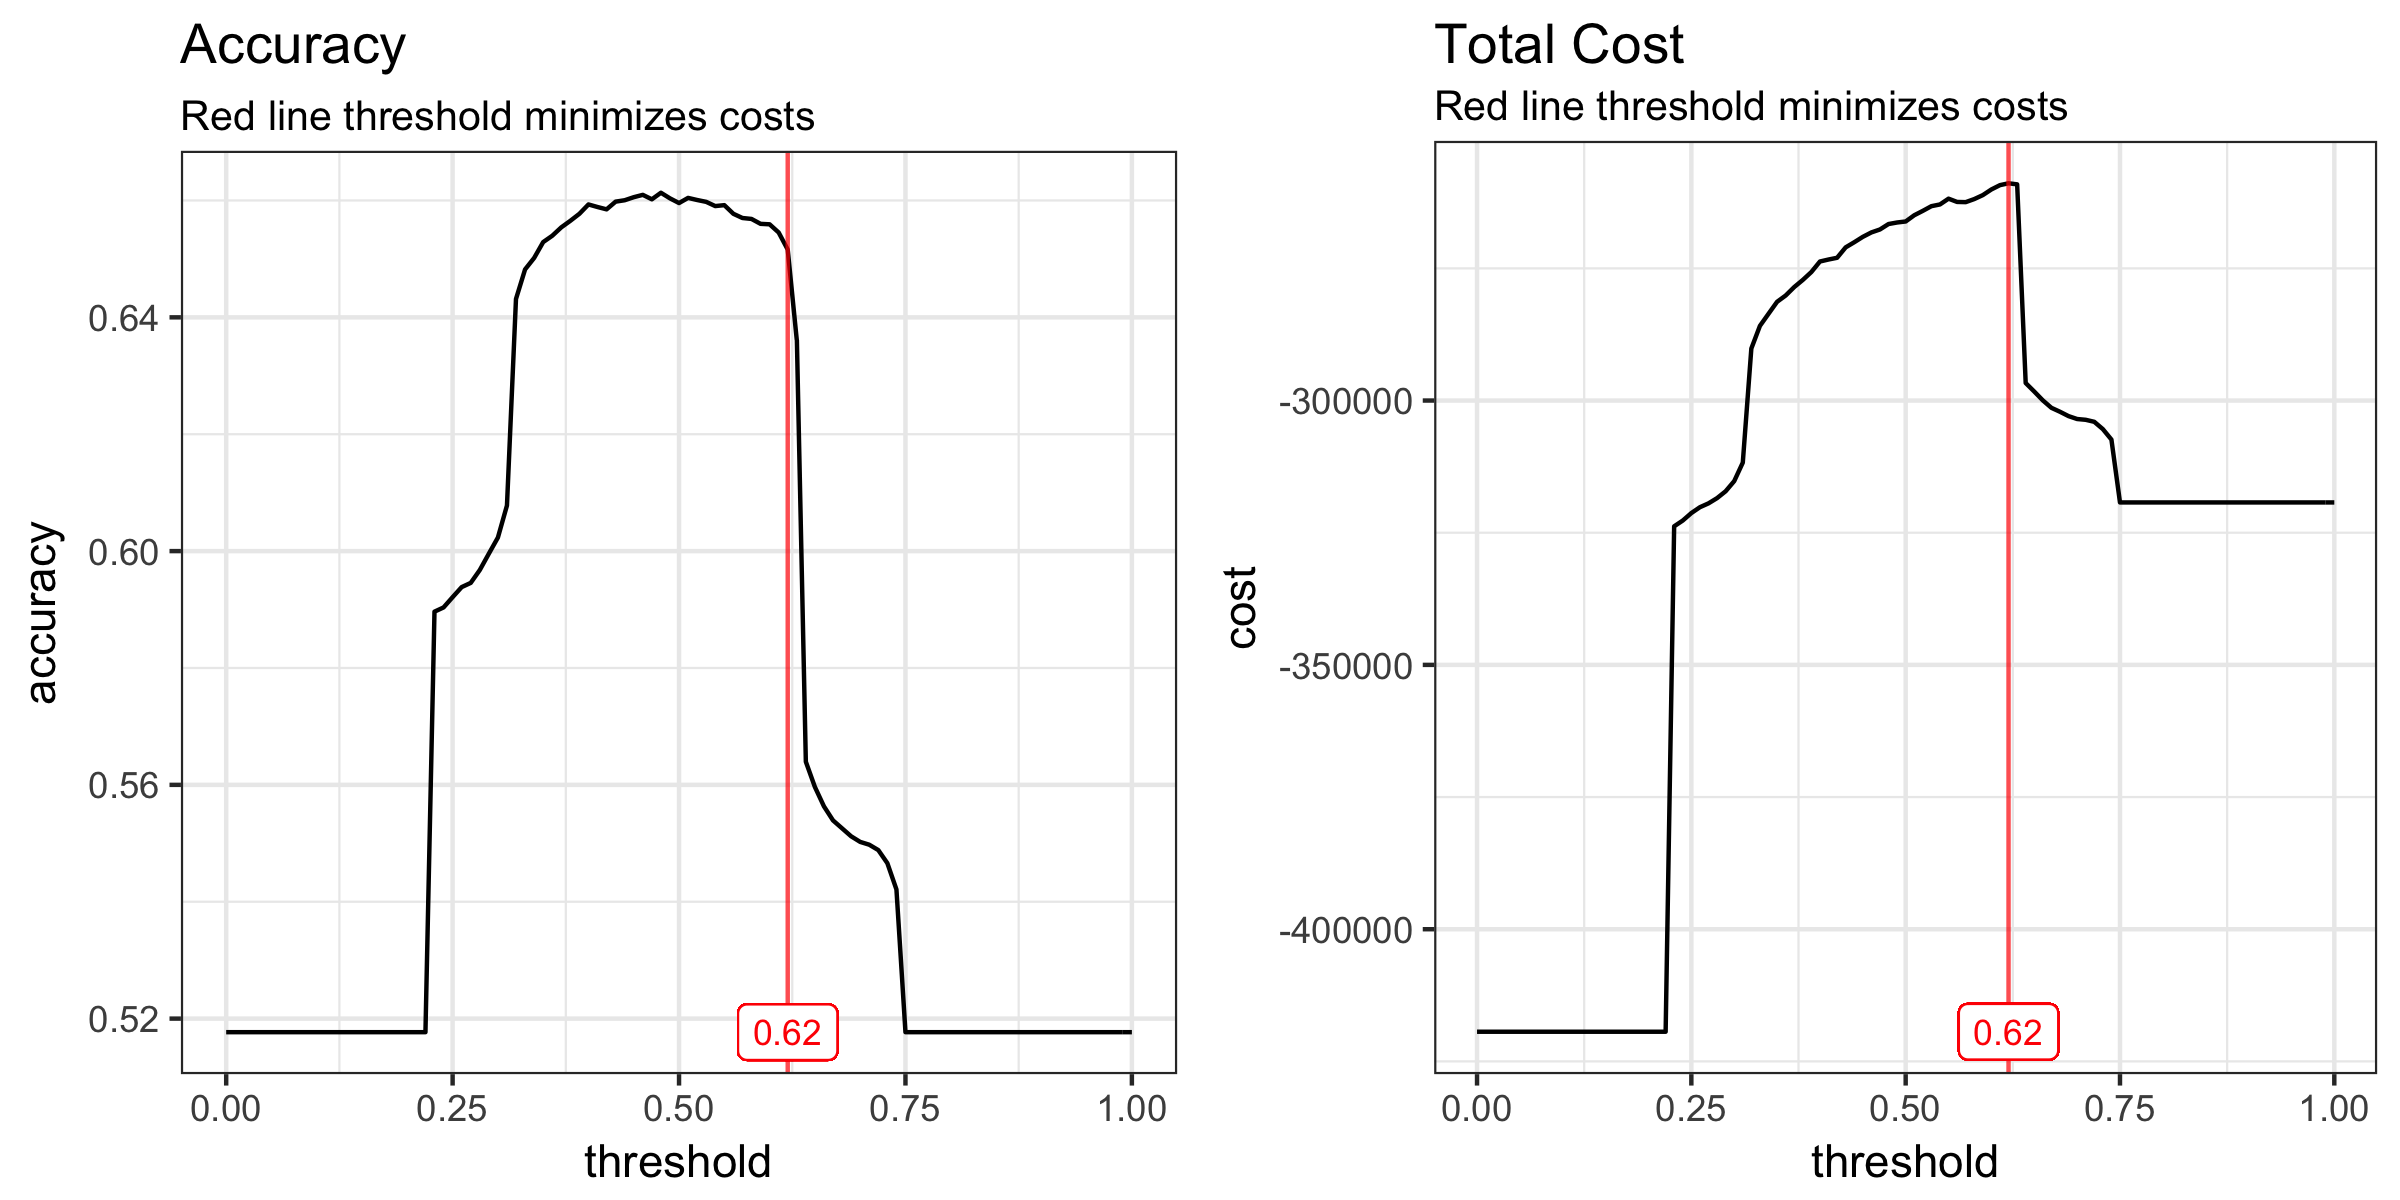 Accuracy
Red line threshold minimizes costs
accuracy
0.64
0.60
0.56
0.52
0.62
0.00 0.25 0.50 0.75 1.00
threshold
Total Cost
Red line threshold minimizes costs
cost
-300000
-350000
-400000
0.62
0.00 0.25 0.50 0.75 1.00
threshold